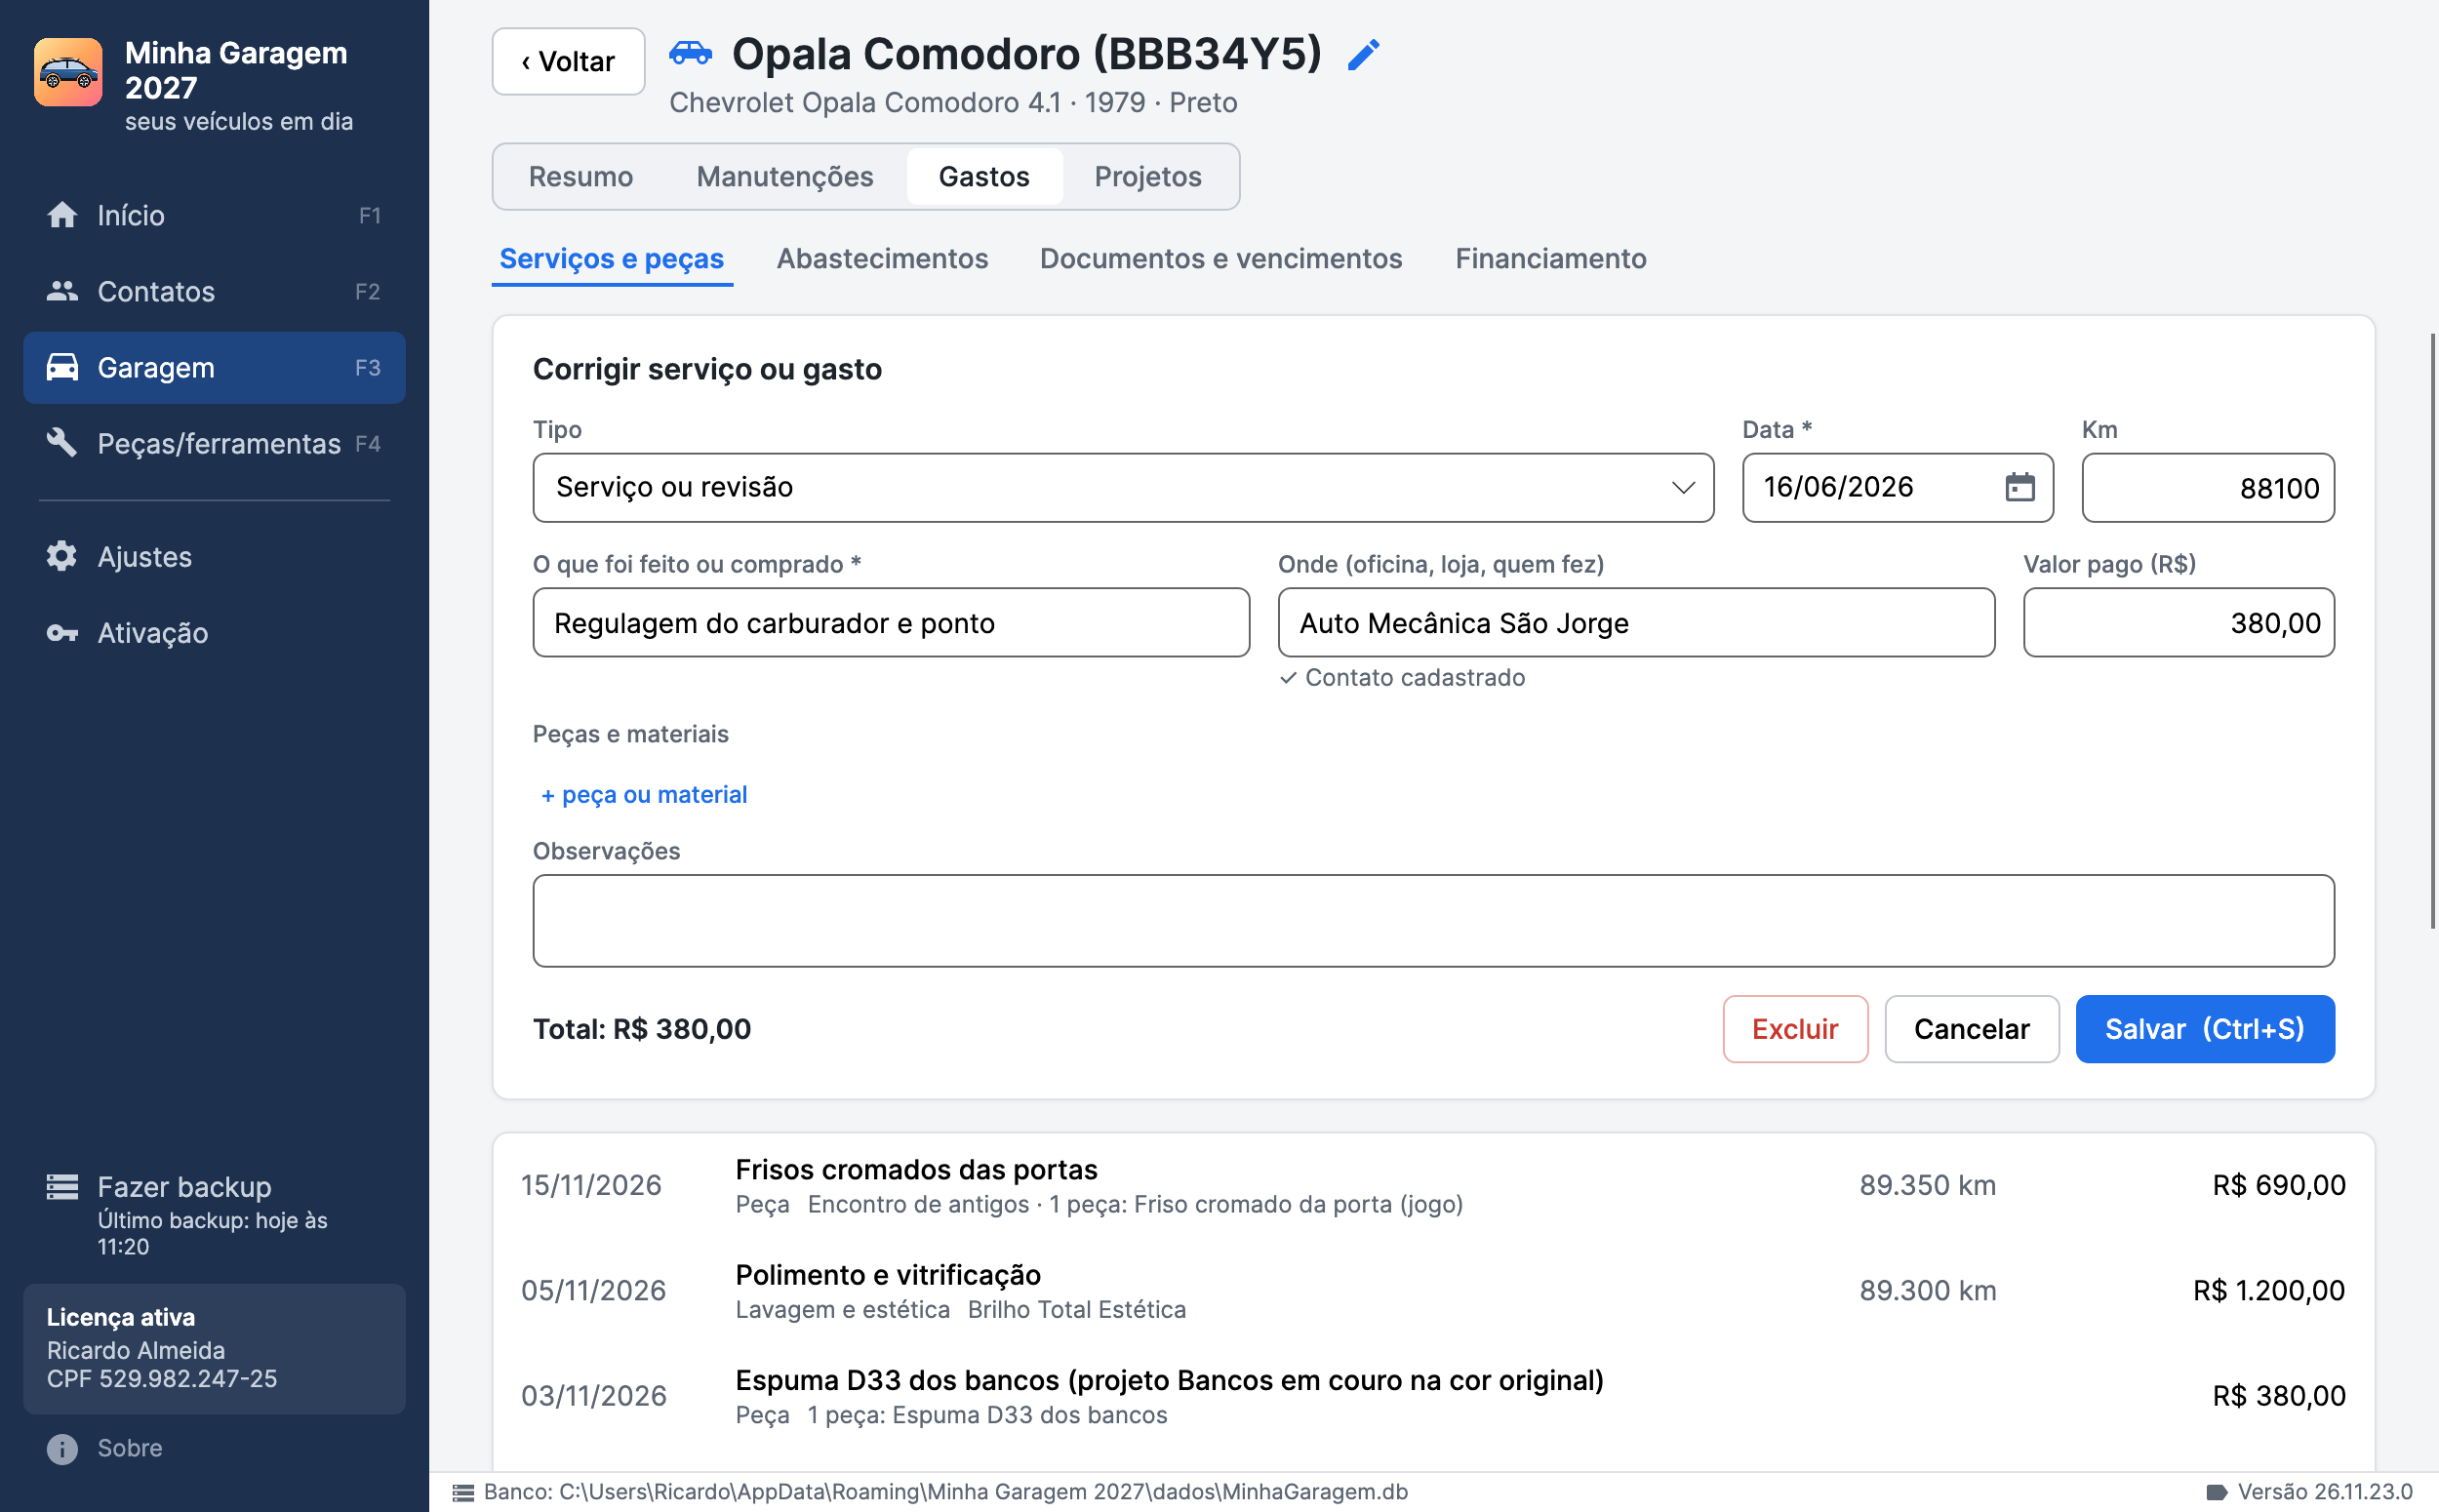 Minha Garagem
2027
seus veículos em dia
Início F1
Contatos F2
Garagem F3
Peças/ferramentas F4
Ajustes
Ativação
Fazer backup
Último backup: hoje às
11:20
Licença ativa
Ricardo Almeida
CPF 529.982.247-25
Sobre
‹ Voltar
Opala Comodoro (BBB34Y5)
Chevrolet Opala Comodoro 4.1 · 1979 · Preto
Resumo Manutenções Gastos Projetos
Serviços e peças Abastecimentos Documentos e vencimentos Financiamento
Corrigir serviço ou gasto
Tipo Data * Km
Serviço ou revisão 16/06/2026 88100
O que foi feito ou comprado * Onde (oficina, loja, quem fez) Valor pago (R$)
Regulagem do carburador e ponto Auto Mecânica São Jorge 380,00
✓ Contato cadastrado
Peças e materiais
+ peça ou material
Observações
Total: R$ 380,00 Excluir Cancelar Salvar (Ctrl+S)
15/11/2026 Frisos cromados das portas 89.350 km R$ 690,00
Peça Encontro de antigos · 1 peça: Friso cromado da porta (jogo)
05/11/2026 Polimento e vitrificação 89.300 km R$ 1.200,00
Lavagem e estética Brilho Total Estética
03/11/2026 Espuma D33 dos bancos (projeto Bancos em couro na cor original) R$ 380,00
Peça 1 peça: Espuma D33 dos bancos
Banco: C:\Users\Ricardo\AppData\Roaming\Minha Garagem 2027\dados\MinhaGaragem.db Versão 26.11.23.0